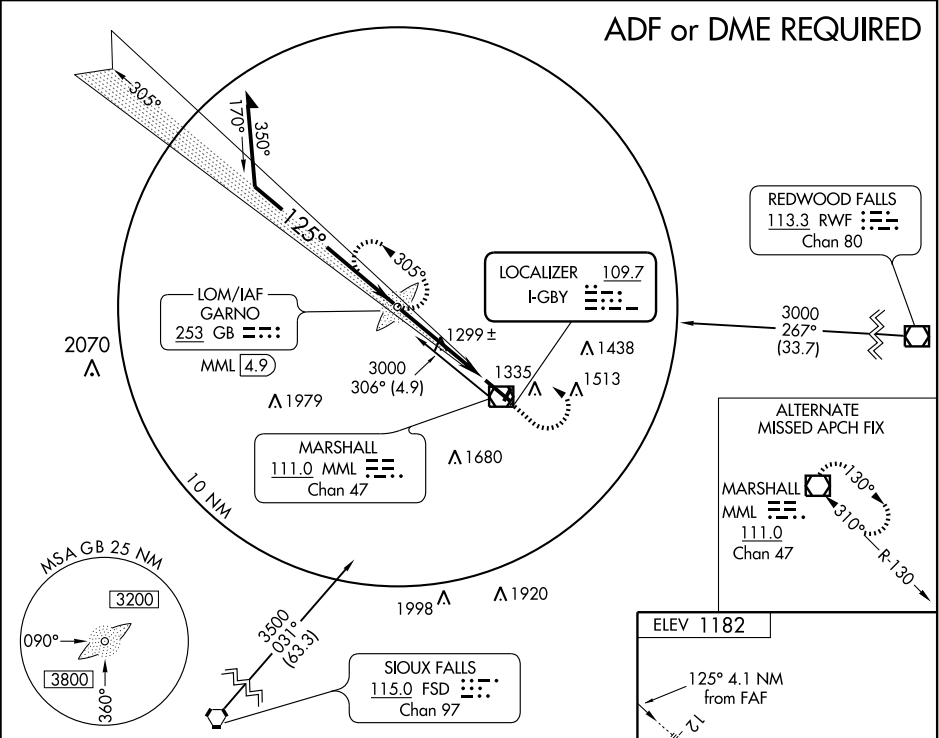 ADF or DME REQUIRED
305°
170°
350°
125°
305°
LOM/IAF
GARNO
253 GB
MML 4.9
LOCALIZER 109.7
I-GBY
REDWOOD FALLS
113.3 RWF
Chan 80
3000
267°
(33.7)
2070
1299 ±
3000
306° (4.9)
1438
1335
1513
1979
1680
MARSHALL
111.0 MML
Chan 47
10 NM
ALTERNATE
MISSED APCH FIX
MARSHALL
MML
111.0
Chan 47
130°
310°
R-130
MSA GB 25 NM
3200
090°
3800
360°
3500
031°
(63.3)
1998
1920
SIOUX FALLS
115.0 FSD
Chan 97
ELEV 1182
125° 4.1 NM
from FAF
12